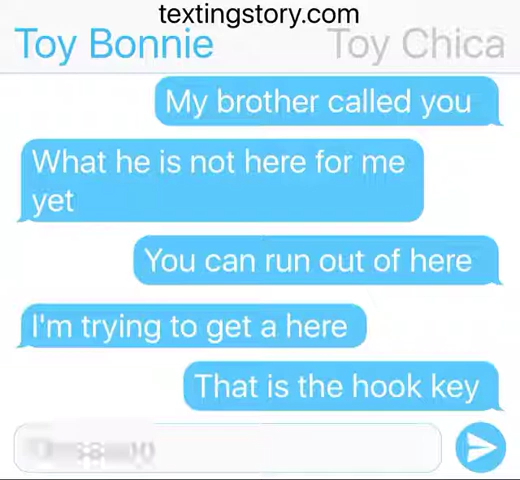 textingstory.com
Toy Bonnie Toy Chica
My brother called you
What he is not here for me
yet
You can run out of here
I'm trying to get a here
That is the hook key